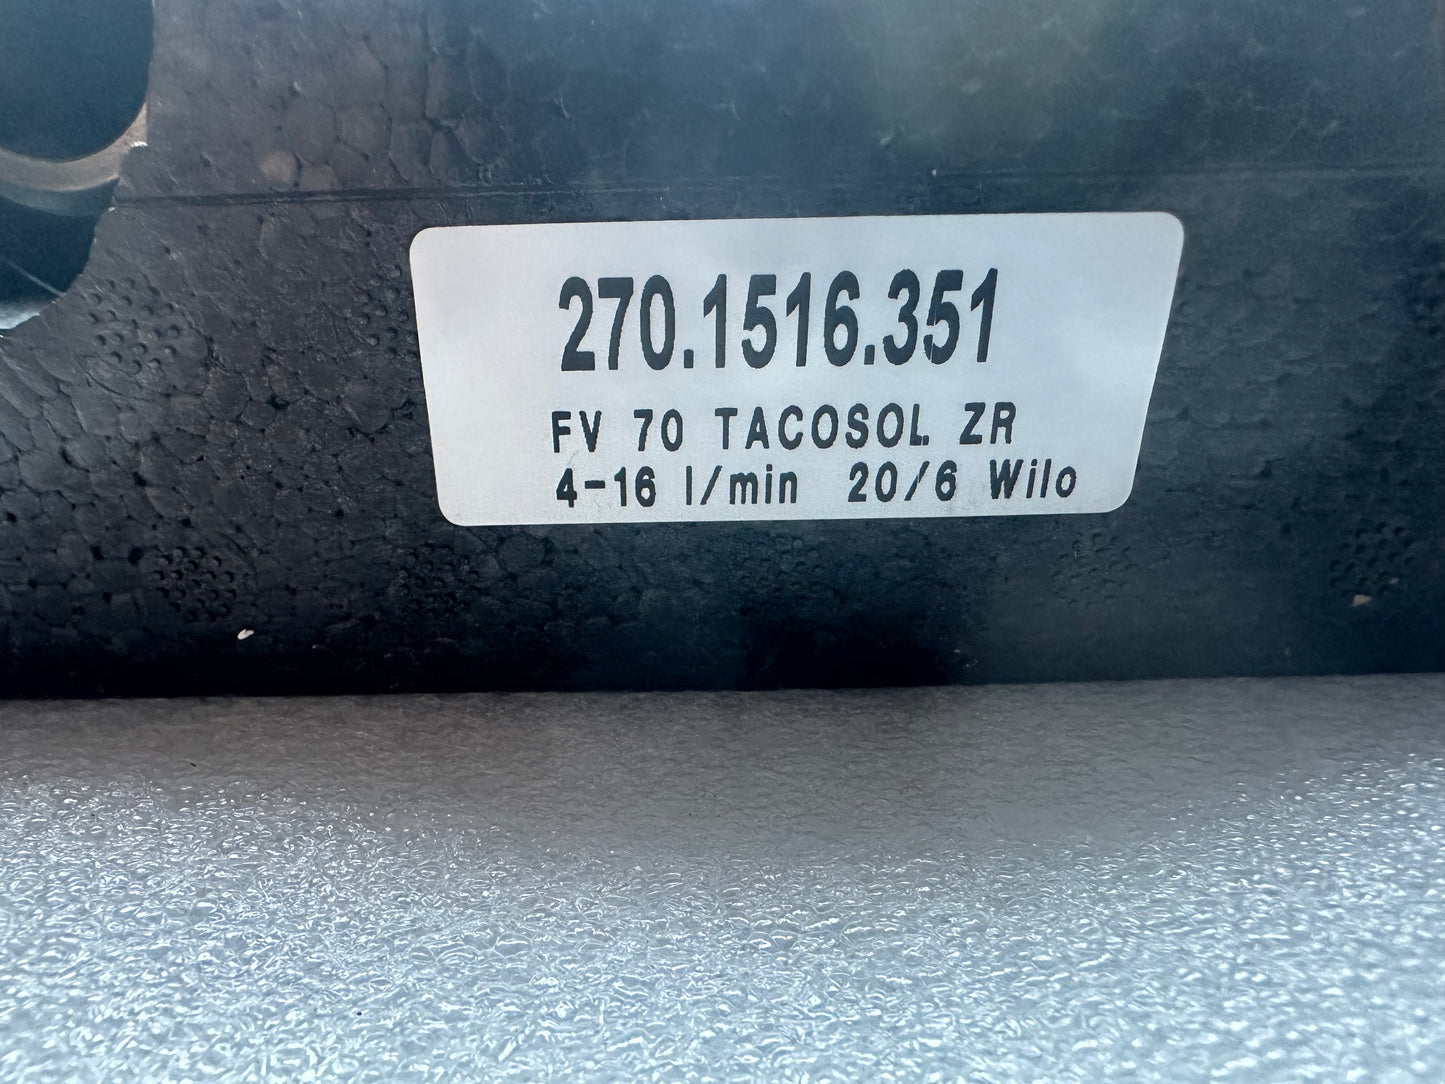 270.1516.351
FV 70 TACOSOL ZR
4-16 l/min 20/6 Wilo